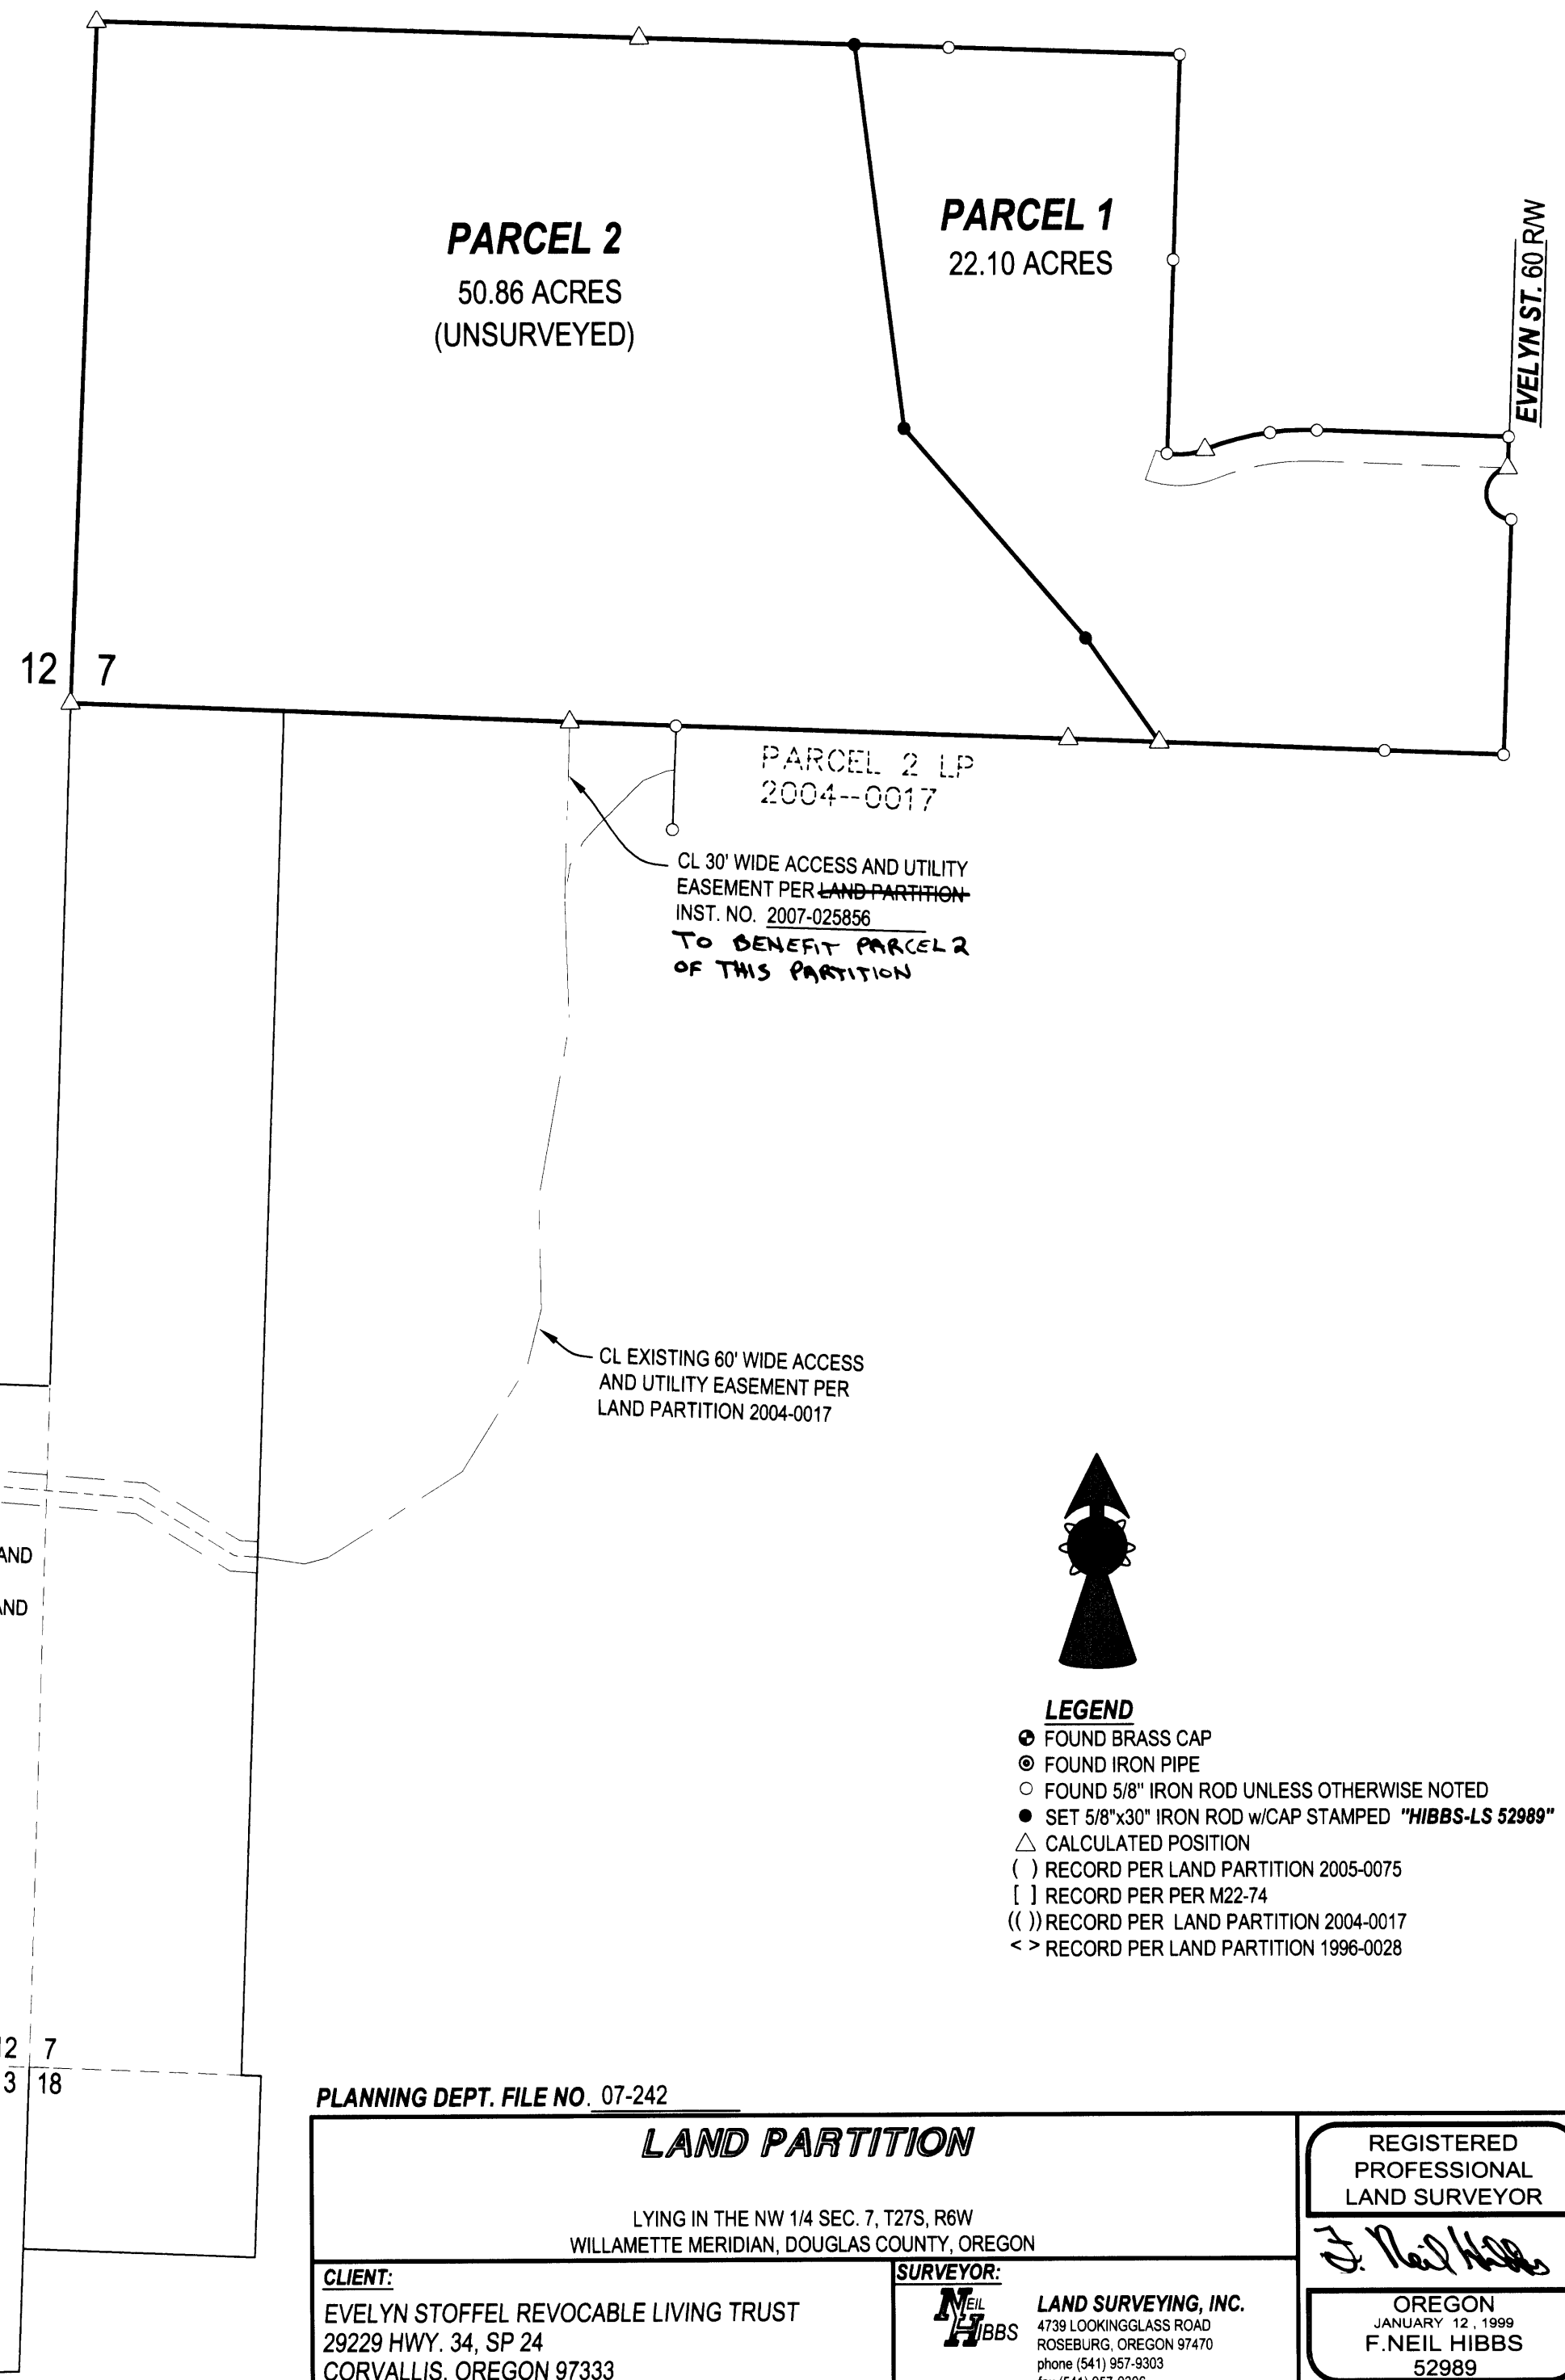 PARCEL 2
50.86 ACRES
(UNSURVEYED)
PARCEL 1
22.10 ACRES
EVELYN ST. 60 R/W
12 7
PARCEL 2 LP
2004--0017
CL 30' WIDE ACCESS AND UTILITY
EASEMENT PER LAND PARTITION
INST. NO. 2007-025856
TO BENEFIT PARCEL 2
OF THIS PARTITION
CL EXISTING 60' WIDE ACCESS
AND UTILITY EASEMENT PER
LAND PARTITION 2004-0017
AND
AND
LEGEND
FOUND BRASS CAP
FOUND IRON PIPE
FOUND 5/8" IRON ROD UNLESS OTHERWISE NOTED
SET 5/8"x30" IRON ROD w/CAP STAMPED "HIBBS-LS 52989"
CALCULATED POSITION
( ) RECORD PER LAND PARTITION 2005-0075
[ ] RECORD PER PER M22-74
(( )) RECORD PER LAND PARTITION 2004-0017
< > RECORD PER LAND PARTITION 1996-0028
12 7
3 18
PLANNING DEPT. FILE NO. 07-242
LAND PARTITION
LYING IN THE NW 1/4 SEC. 7, T27S, R6W
WILLAMETTE MERIDIAN, DOUGLAS COUNTY, OREGON
CLIENT:
EVELYN STOFFEL REVOCABLE LIVING TRUST
29229 HWY. 34, SP 24
CORVALLIS, OREGON 97333
SURVEYOR:
NEIL
HIBBS
LAND SURVEYING, INC.
4739 LOOKINGGLASS ROAD
ROSEBURG, OREGON 97470
phone (541) 957-9303
REGISTERED
PROFESSIONAL
LAND SURVEYOR
F. Neil Hibbs
OREGON
JANUARY 12, 1999
F.NEIL HIBBS
52989